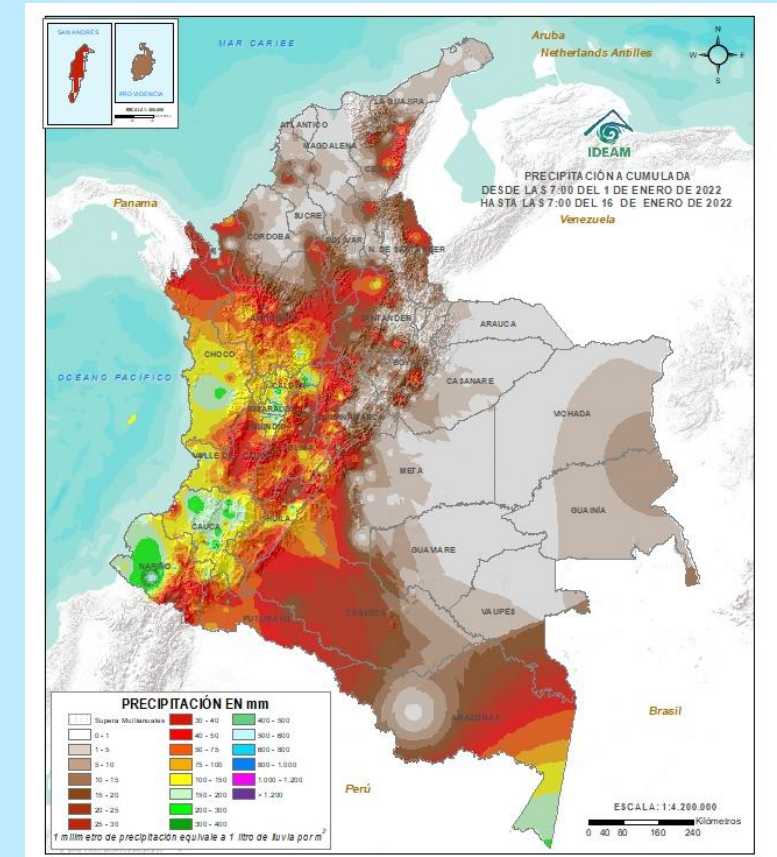 SAN ANDRÉS
PROVIDENCIA
MAR CARIBE
Aruba
Netherlands Antilles
N
W
E
S
IDEAM
PRECIPITACIÓN ACUMULADA
DESDE LAS 7:00 DEL 1 DE ENERO DE 2022
HASTA LAS 7:00 DEL 16 DE ENERO DE 2022
Venezuela
Panama
LA GUAJIRA
ATLANTICO
MAGDALENA
SUCRE
CORDOBA
BOLIVAR
N. DE SANTANDER
SANTANDER
ARAUCA
CHOCO
OCÉANO PACÍFICO
CALDAS
CASANARE
VICHADA
VALLE DEL CAUCA
META
GUAINÍA
CAUCA
HUILA
GUAVIARE
NARIÑO
VAUPÉS
CAQUETA
PUTUMAYO
AMAZONAS
Brasil
Perú
PRECIPITACIÓN EN mm
Supera Multianuales
0 - 1
1 - 5
5 - 10
10 - 15
15 - 20
20 - 25
25 - 30
30 - 40
40 - 50
50 - 75
75 - 100
100 - 150
150 - 200
200 - 300
300 - 400
400 - 500
500 - 600
600 - 800
800 - 1.000
1.000 - 1.200
> 1.200
1 milímetro de precipitación equivale a 1 litro de lluvia por m²
ESCALA: 1:4.200.000
Kilómetros
0 40 80 160 240